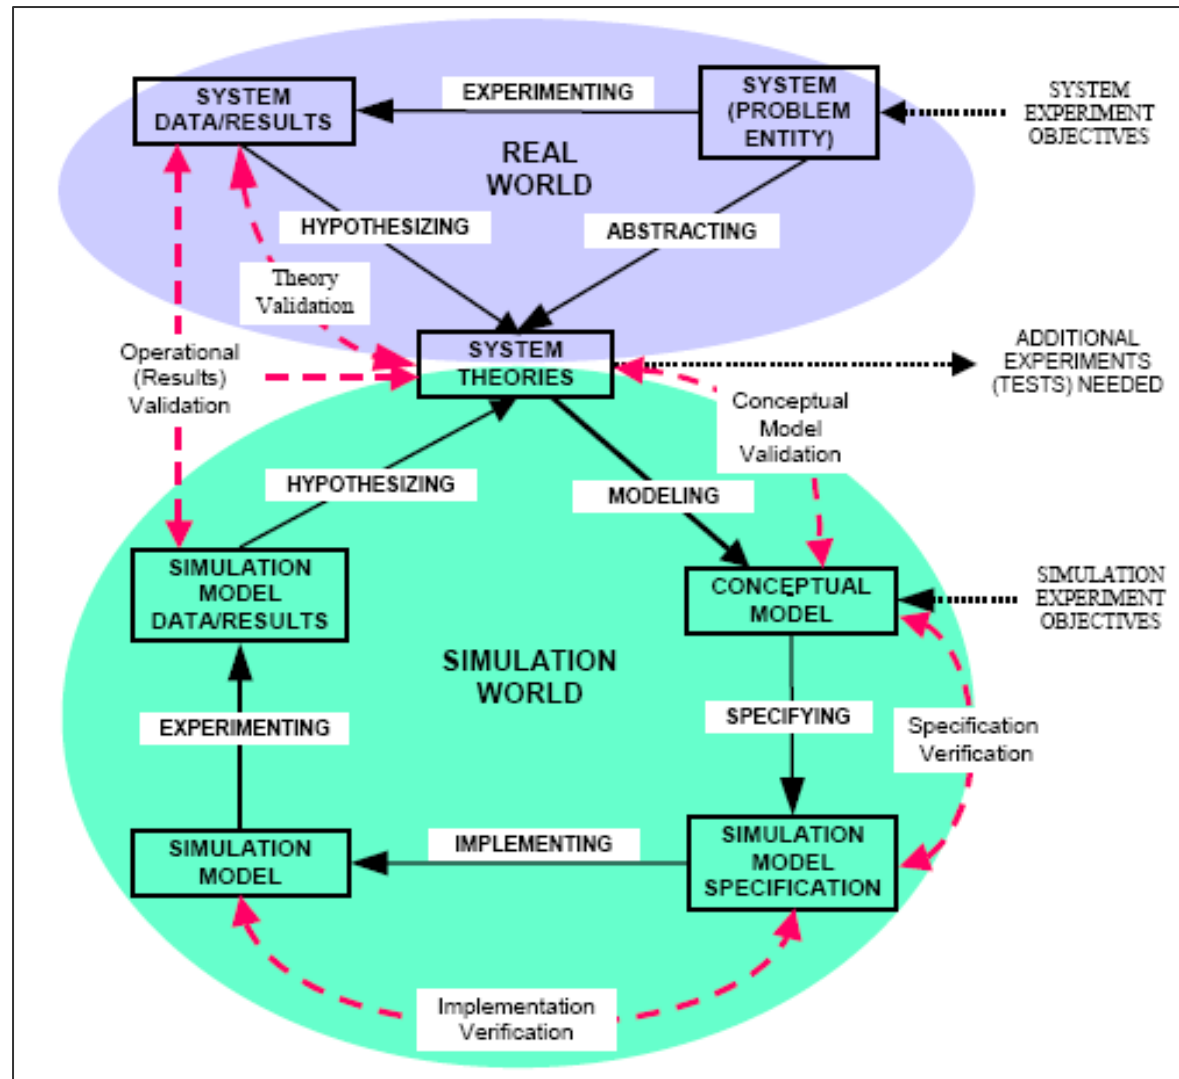 SYSTEM
DATA/RESULTS
EXPERIMENTING
SYSTEM
(PROBLEM
ENTITY)
SYSTEM
EXPERIMENT
OBJECTIVES
REAL
WORLD
HYPOTHESIZING
ABSTRACTING
Theory
Validation
SYSTEM
THEORIES
Operational
(Results)
Validation
ADDITIONAL
EXPERIMENTS
(TESTS) NEEDED
Conceptual
Model
Validation
HYPOTHESIZING
MODELING
SIMULATION
MODEL
DATA/RESULTS
CONCEPTUAL
MODEL
SIMULATION
EXPERIMENT
OBJECTIVES
SIMULATION
WORLD
EXPERIMENTING
SPECIFYING
Specification
Verification
SIMULATION
MODEL
IMPLEMENTING
SIMULATION
MODEL
SPECIFICATION
Implementation
Verification